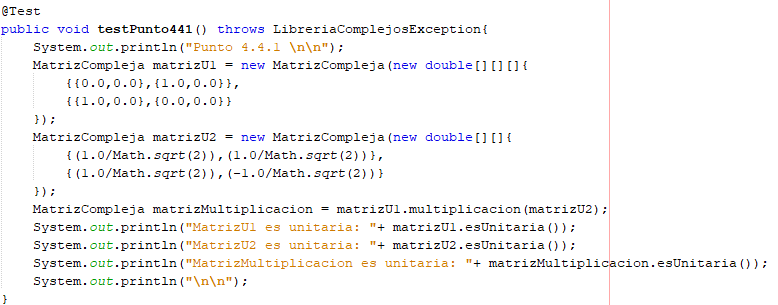 @Test
public void testPunto441() throws LibreriaComplejosException{
    System.out.println("Punto 4.4.1 \n\n");
    MatrizCompleja matrizU1 = new MatrizCompleja(new double[][][]{
        {{0.0,0.0},{1.0,0.0}},
        {{1.0,0.0},{0.0,0.0}}
    });
    MatrizCompleja matrizU2 = new MatrizCompleja(new double[][]{
        {(1.0/Math.sqrt(2)),(1.0/Math.sqrt(2))},
        {(1.0/Math.sqrt(2)),(-1.0/Math.sqrt(2))}
    });
    MatrizCompleja matrizMultiplicacion = matrizU1.multiplicacion(matrizU2);
    System.out.println("MatrizU1 es unitaria: "+ matrizU1.esUnitaria());
    System.out.println("MatrizU2 es unitaria: "+ matrizU2.esUnitaria());
    System.out.println("MatrizMultiplicacion es unitaria: "+ matrizMultiplicacion.esUnitaria());
    System.out.println("\n\n");
}